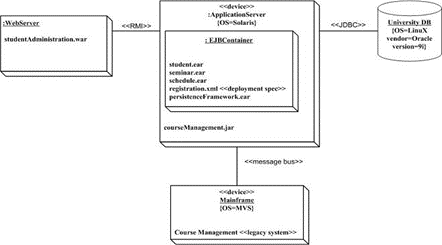 :WebServer
studentAdministration.war
<<RMI>>
<<device>>
:ApplicationServer
{OS=Solaris}
: EJBContainer
student.ear
seminar.ear
schedule.ear
registration.xml <<deployment spec>>
persistenceFramework.ear
courseManagement.jar
<<JDBC>>
University DB
{OS=LinuX
vendor=Oracle
version=9i}
<<message bus>>
<<device>>
Mainframe
{OS=MVS}
Course Management <<legacy system>>